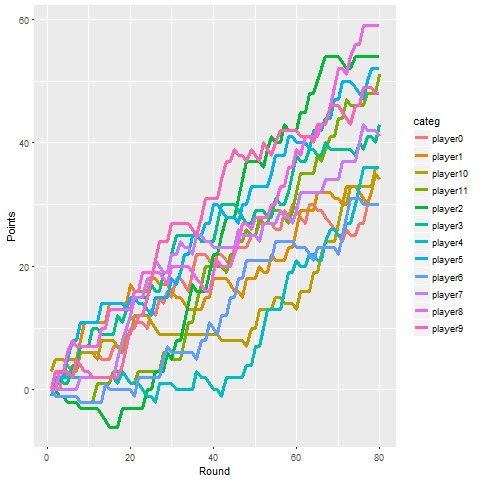 60
40
20
0
Points
0
20
40
60
80
Round
categ
player0
player1
player10
player11
player2
player3
player4
player5
player6
player7
player8
player9